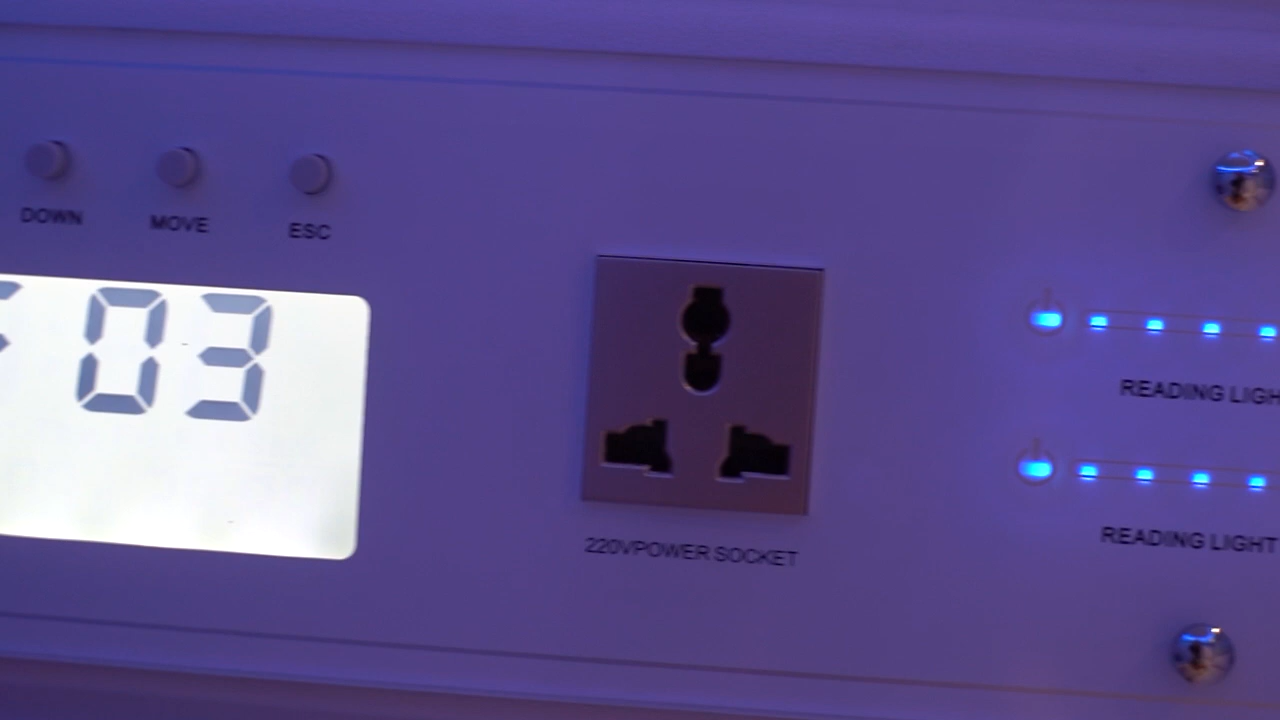 DOWN MOVE ESC
03
220VPOWER SOCKET
READING LIGH
READING LIGHT